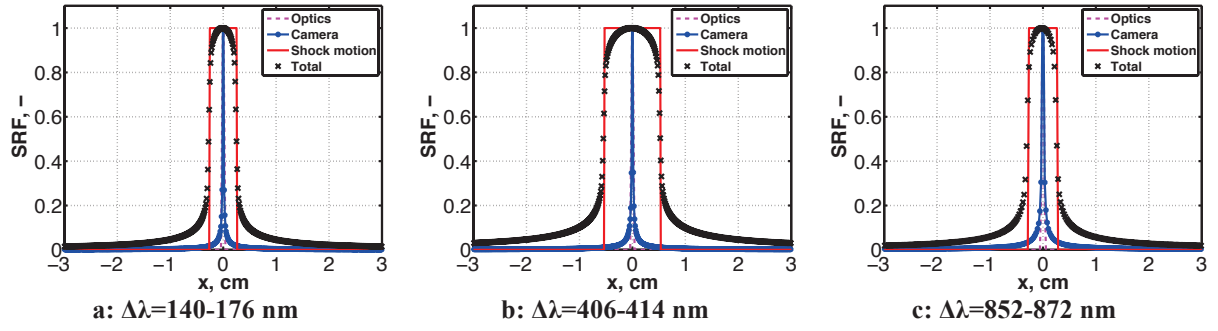 SRF, –
1
0.8
0.6
0.4
0.2
0
Optics
Camera
Shock motion
Total
−3 −2 −1 0 1 2 3
x, cm
a: Δλ=140-176 nm
SRF, –
1
0.8
0.6
0.4
0.2
0
Optics
Camera
Shock motion
Total
−3 −2 −1 0 1 2 3
x, cm
b: Δλ=406-414 nm
SRF, –
1
0.8
0.6
0.4
0.2
0
Optics
Camera
Shock motion
Total
−3 −2 −1 0 1 2 3
x, cm
c: Δλ=852-872 nm